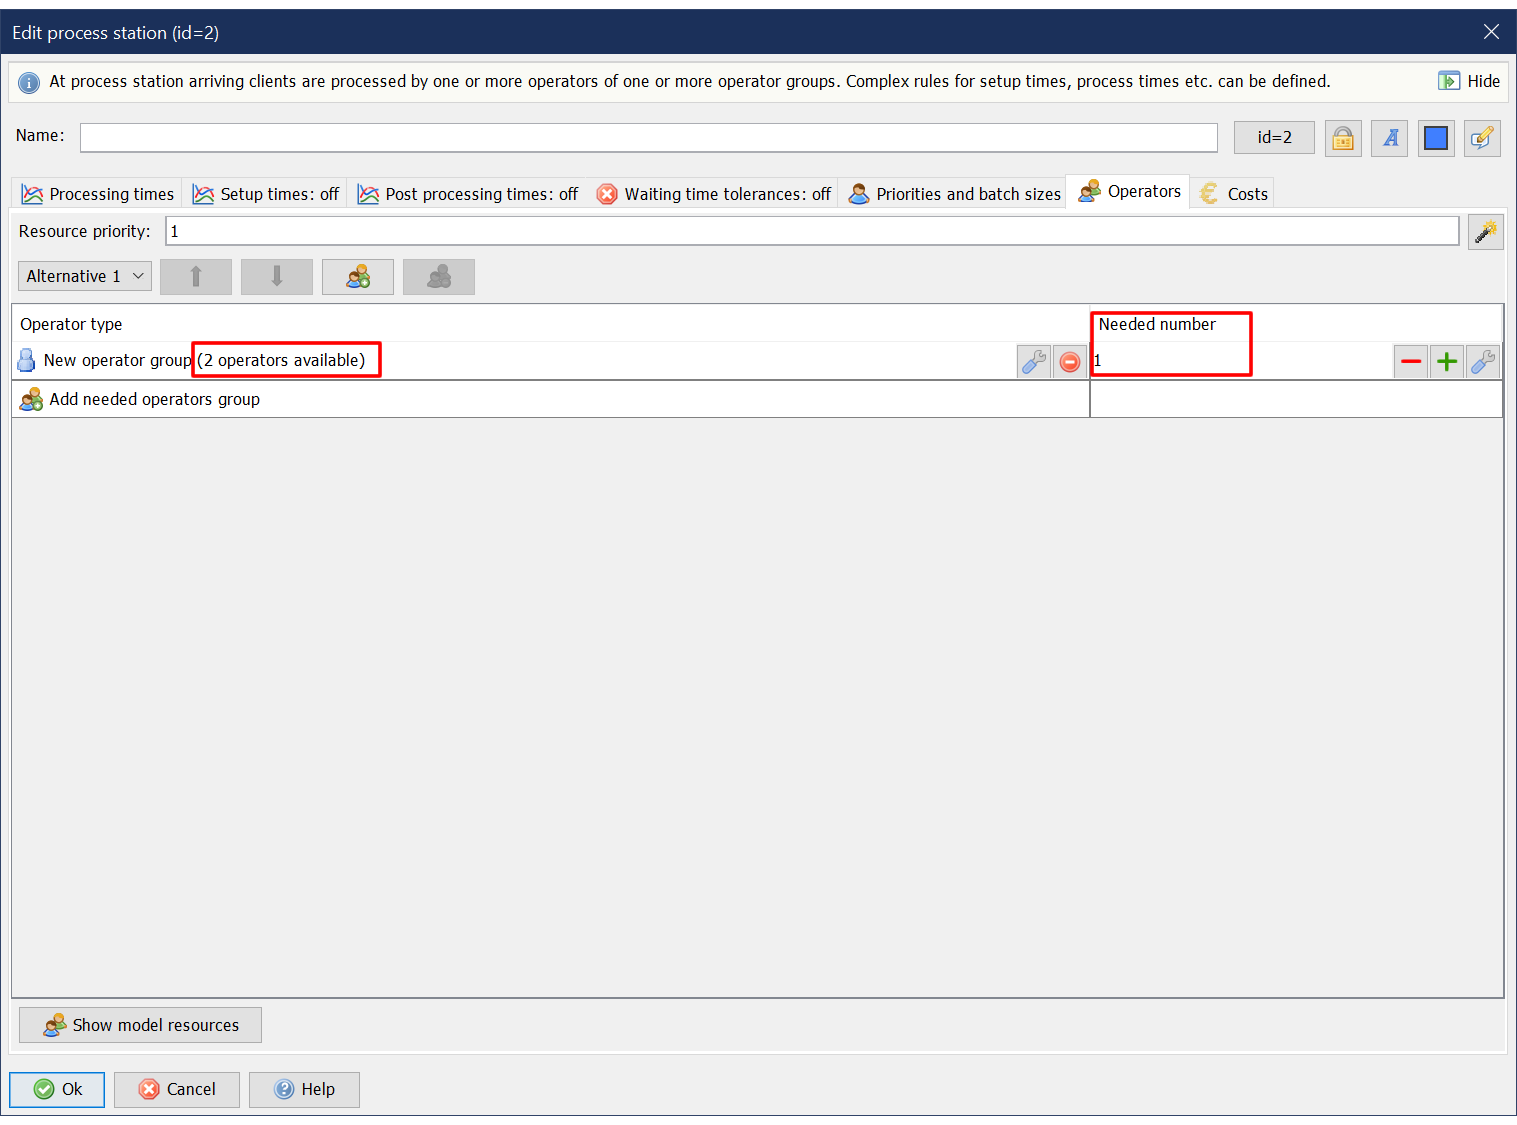 Edit process station (id=2)
At process station arriving clients are processed by one or more operators of one or more operator groups. Complex rules for setup times, process times etc. can be defined. Hide
Name: id=2
Processing times Setup times: off Post processing times: off Waiting time tolerances: off Priorities and batch sizes Operators Costs
Resource priority: 1
Alternative 1
Operator type Needed number
New operator group (2 operators available) 1
Add needed operators group
Show model resources
Ok Cancel Help